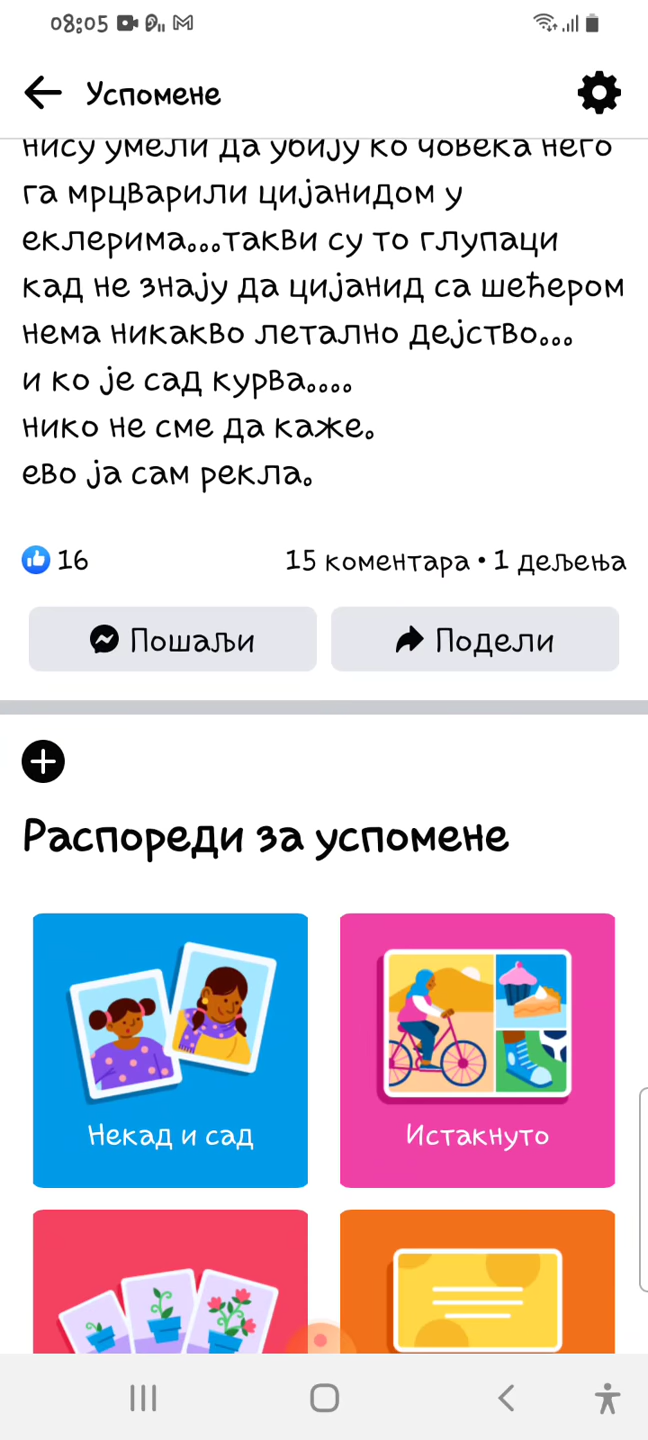 08:05
Успомене
нису умели да убију ко човека него
га мрцварили цијанидом у
еклерима...такви су то глупаци
кад не знају да цијанид са шећером
нема никакво летално дејство...
и ко је сад курва....
нико не сме да каже.
ево ја сам рекла.
16
15 коментара • 1 дељења
Пошаљи
Подели
Распореди за успомене
Некад и сад
Истакнуто